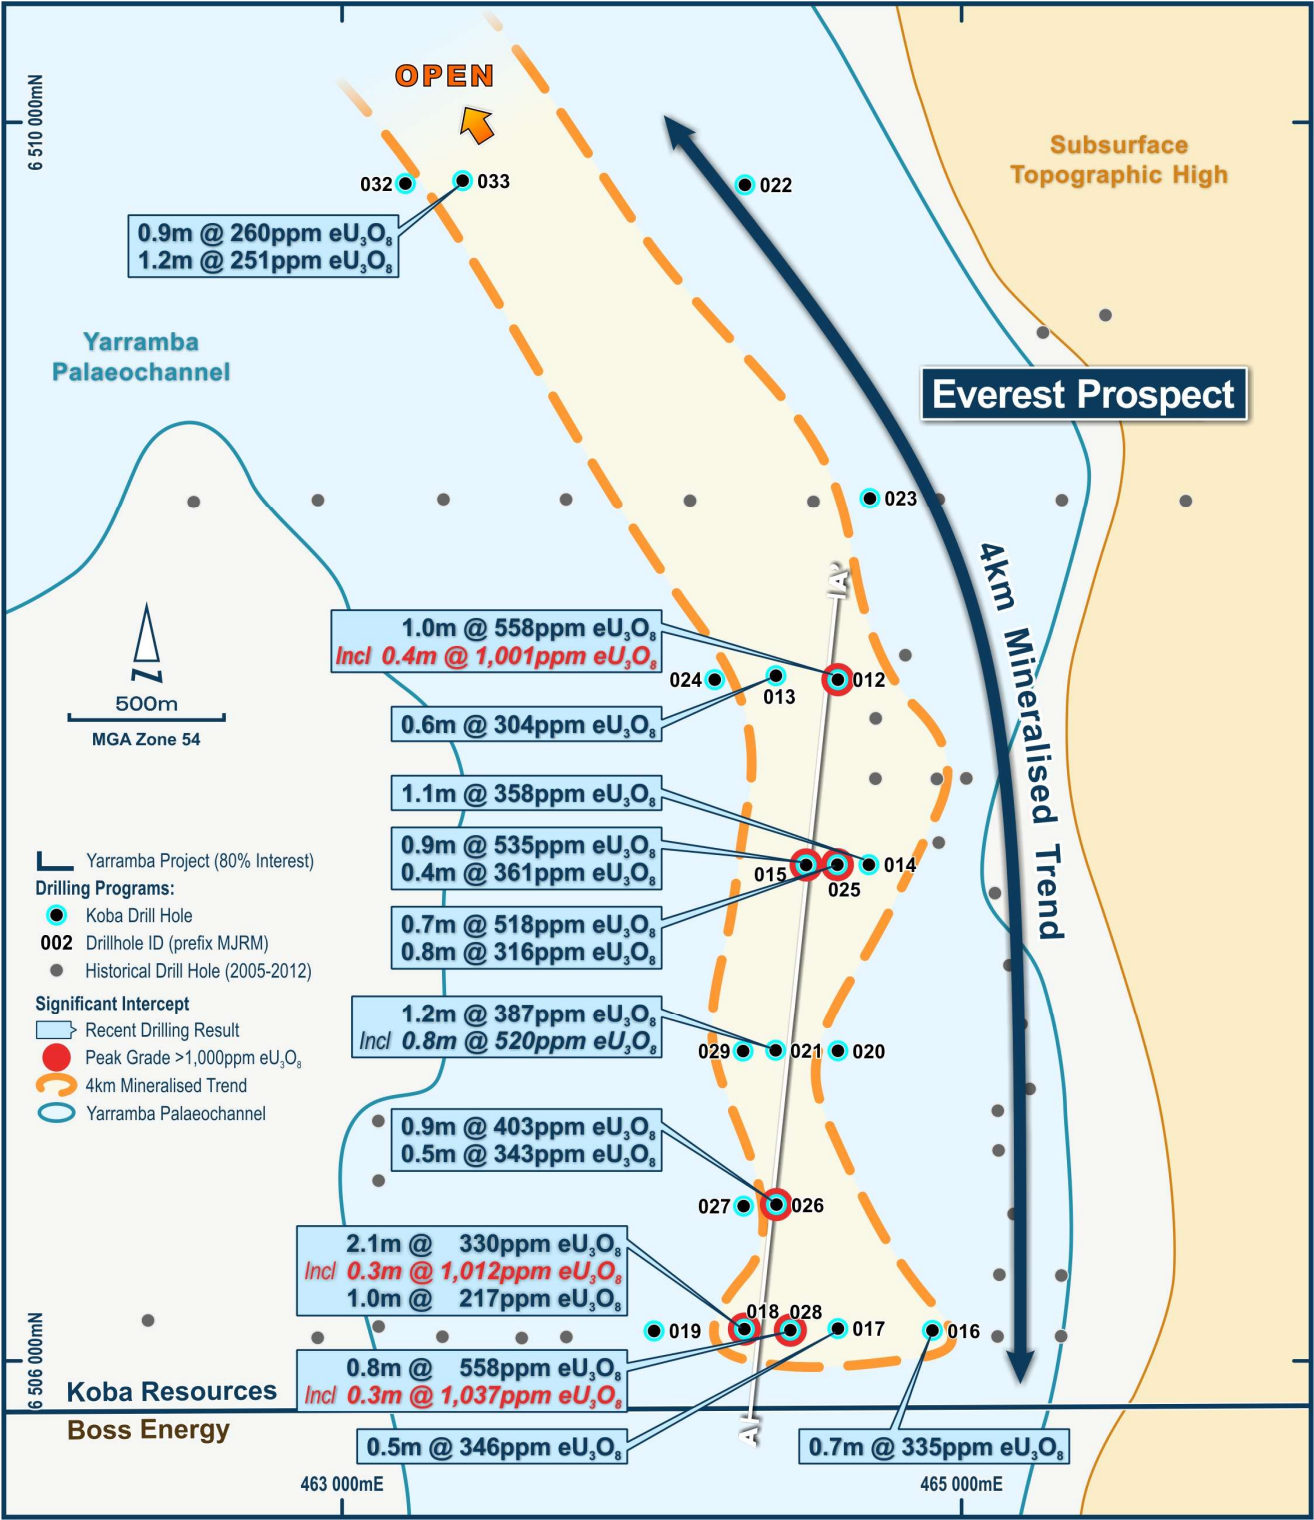 OPEN
6 510 000mN
Subsurface
Topographic High
032
033
022
0.9m @ 260ppm eU₃O₈
1.2m @ 251ppm eU₃O₈
Yarramba
Palaeochannel
Everest Prospect
023
4km Mineralised Trend
A'
1.0m @ 558ppm eU₃O₈
Incl 0.4m @ 1,001ppm eU₃O₈
024
013
012
N
500m
MGA Zone 54
0.6m @ 304ppm eU₃O₈
1.1m @ 358ppm eU₃O₈
0.9m @ 535ppm eU₃O₈
0.4m @ 361ppm eU₃O₈
015
025
014
0.7m @ 518ppm eU₃O₈
0.8m @ 316ppm eU₃O₈
Yarramba Project (80% Interest)
Drilling Programs:
Koba Drill Hole
002 Drillhole ID (prefix MJRM)
Historical Drill Hole (2005-2012)
Significant Intercept
Recent Drilling Result
Peak Grade >1,000ppm eU₃O₈
4km Mineralised Trend
Yarramba Palaeochannel
1.2m @ 387ppm eU₃O₈
Incl 0.8m @ 520ppm eU₃O₈
029
021
020
0.9m @ 403ppm eU₃O₈
0.5m @ 343ppm eU₃O₈
027
026
2.1m @ 330ppm eU₃O₈
Incl 0.3m @ 1,012ppm eU₃O₈
1.0m @ 217ppm eU₃O₈
019
018
028
017
016
6 506 000mN
0.8m @ 558ppm eU₃O₈
Incl 0.3m @ 1,037ppm eU₃O₈
Koba Resources
Boss Energy
A
0.5m @ 346ppm eU₃O₈
0.7m @ 335ppm eU₃O₈
463 000mE
465 000mE